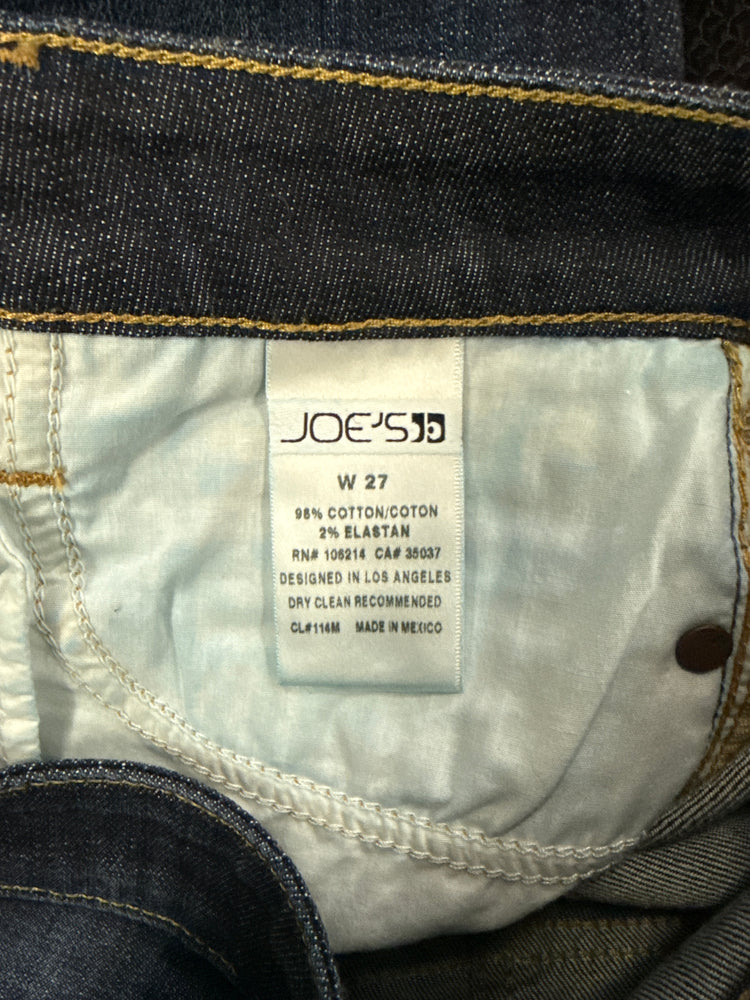 JOE'S
W 27
98% COTTON/COTON
2% ELASTAN
RN# 106214 CA# 35037
DESIGNED IN LOS ANGELES
DRY CLEAN RECOMMENDED
CL#114M MADE IN MEXICO